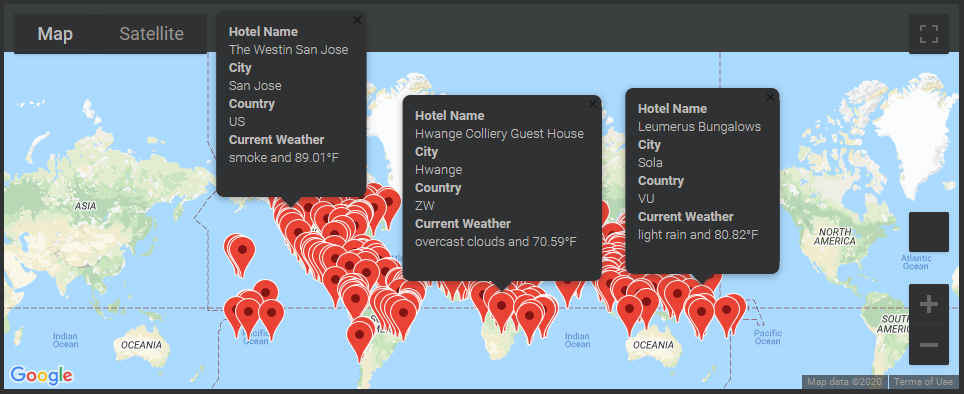 Map
Satellite
Hotel Name
The Westin San Jose
City
San Jose
Country
US
Current Weather
smoke and 89.01°F
Hotel Name
Hwange Colliery Guest House
City
Hwange
Country
ZW
Current Weather
overcast clouds and 70.59°F
Hotel Name
Leumerus Bungalows
City
Sola
Country
VU
Current Weather
light rain and 80.82°F
ASIA
NORTH
AMERICA
Atlantic
Ocean
Indian
Ocean
OCEANIA
Pacific
Ocean
Indian
Ocean
OCEANIA
Pacific
Ocean
Google
Map data ©2020
Terms of Use